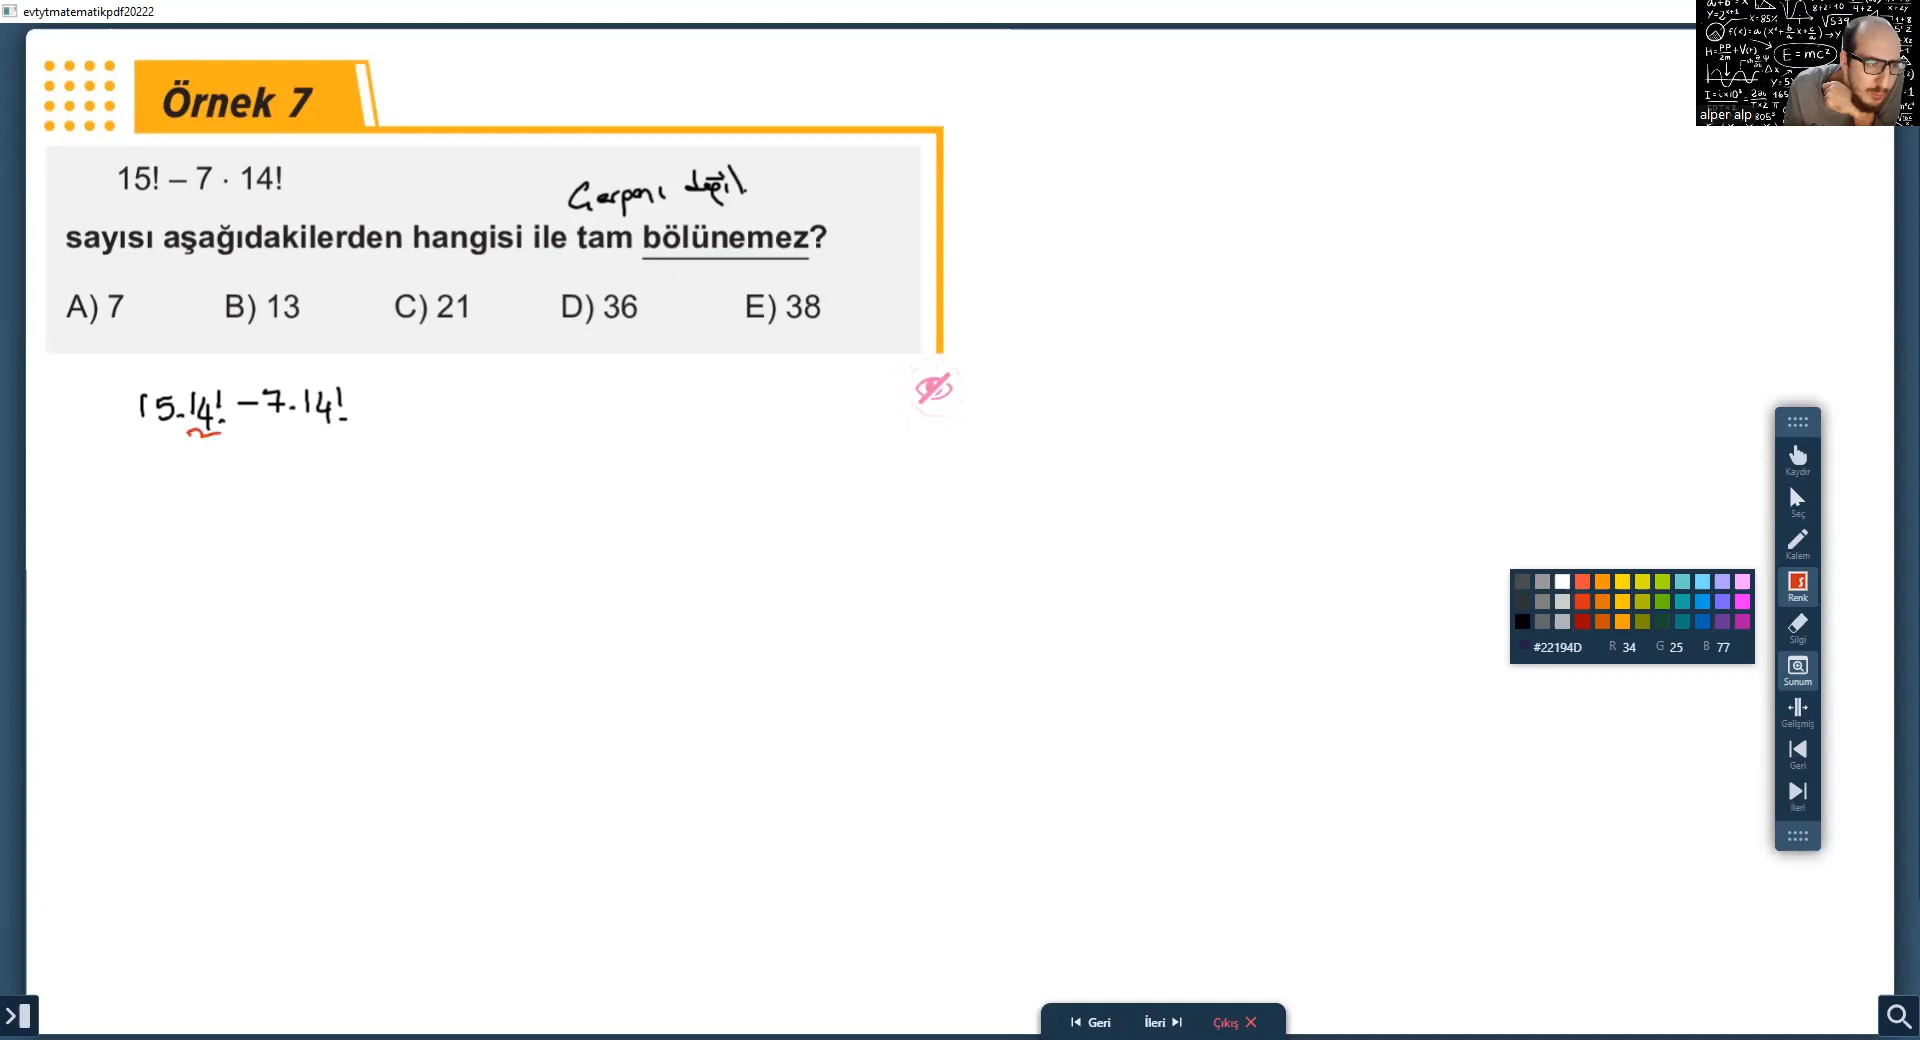 evtytmatematikpdf20222
Örnek 7
15! – 7 · 14!
Çarpanı değil.
sayısı aşağıdakilerden hangisi ile tam bölünemez?
A) 7 B) 13 C) 21 D) 36 E) 38
15.14! – 7.14!
E = mc²
alper alp
Kaydır
Seç
Kalem
Renk
Silgi
Sunum
Gelişmiş
Geri
İleri
#22194D R 34 G 25 B 77
Geri İleri Çıkış